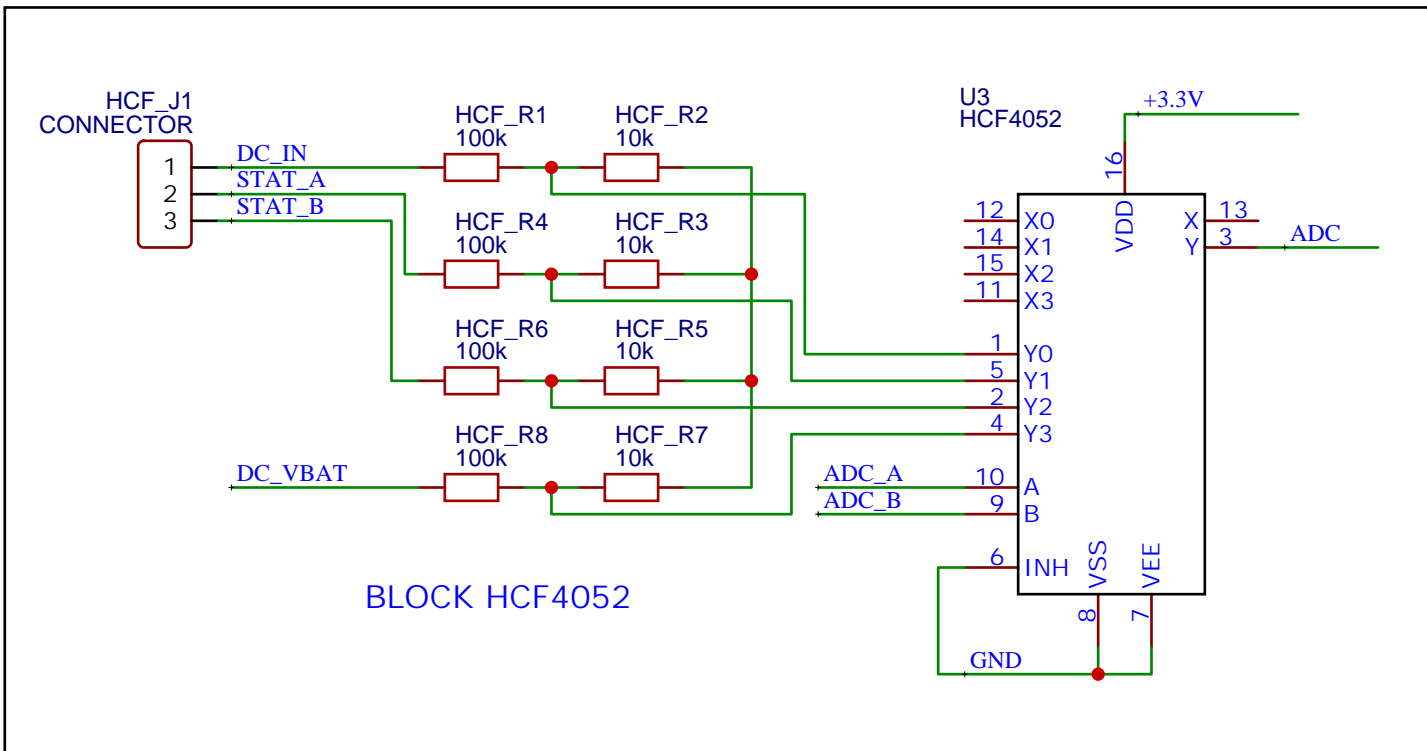 HCF_J1
CONNECTOR
1
2
3
DC_IN
STAT_A
STAT_B
HCF_R1
100k
HCF_R2
10k
HCF_R4
100k
HCF_R3
10k
HCF_R6
100k
HCF_R5
10k
HCF_R8
100k
HCF_R7
10k
DC_VBAT
BLOCK HCF4052
U3
HCF4052
+3.3V
16
VDD
12 X0
14 X1
15 X2
11 X3
X 13
Y 3
ADC
1 Y0
5 Y1
2 Y2
4 Y3
ADC_A 10 A
ADC_B 9 B
6 INH
VSS
VEE
8
7
GND